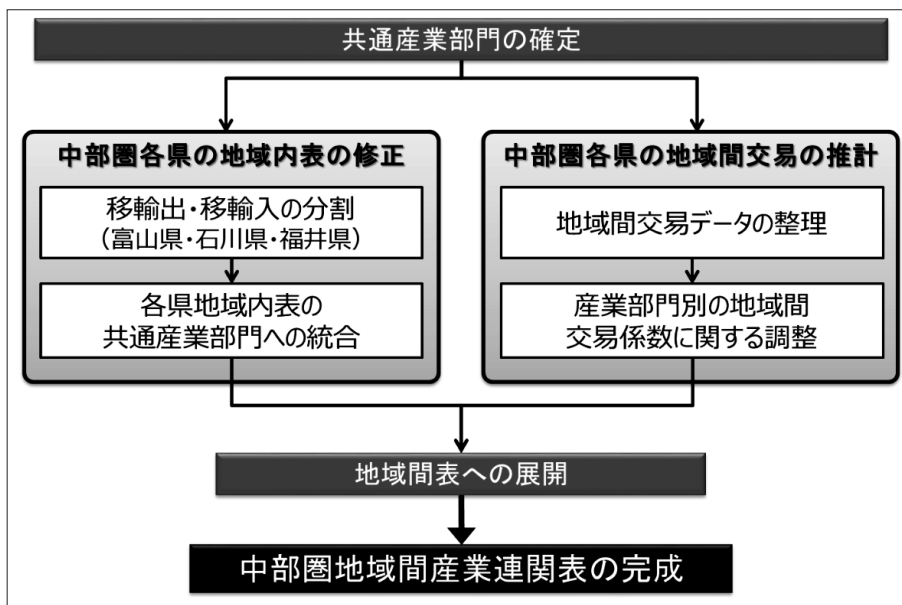 共通産業部門の確定
中部圏各県の地域内表の修正
移輸出・移輸入の分割
（富山県・石川県・福井県）
各県地域内表の
共通産業部門への統合
中部圏各県の地域間交易の推計
地域間交易データの整理
産業部門別の地域間
交易係数に関する調整
地域間表への展開
中部圏地域間産業連関表の完成